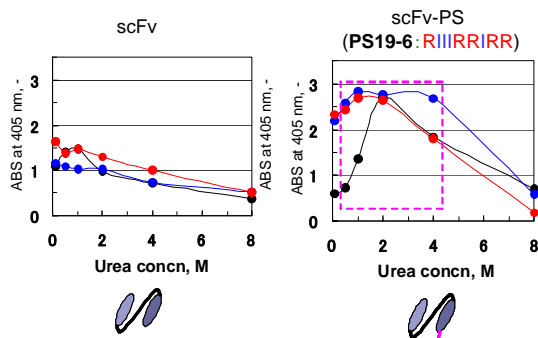 scFv
ABS at 405 nm, -
3
2
1
0
0
2
4
6
8
Urea concn, M
scFv-PS
(PS19-6:RIIIRRIRR)
ABS at 405 nm, -
3
2
1
0
0
2
4
6
8
Urea concn, M